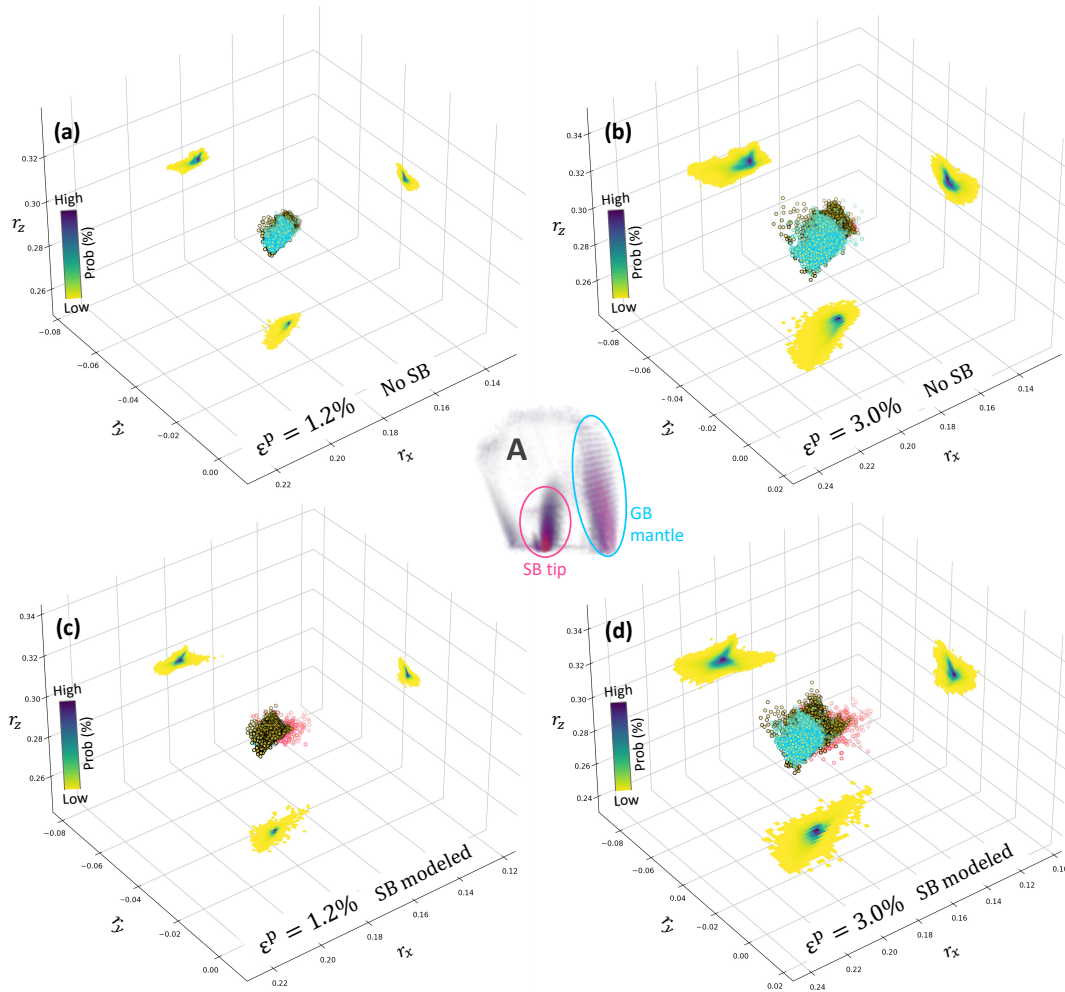 (a)
0.32
0.30
0.28
0.26
r_z
High
Prob (%)
Low
−0.08
−0.06
−0.04
−0.02
0.00
r_y
ε^p = 1.2%
No SB
0.14
0.16
0.18
0.20
0.22
r_x
(b)
0.34
0.32
0.30
0.28
0.26
r_z
High
Prob (%)
Low
−0.08
−0.06
−0.04
−0.02
0.00
0.02
r_y
ε^p = 3.0%
No SB
0.14
0.16
0.18
0.20
0.22
0.24
r_x
A
GB
mantle
SB tip
(c)
0.34
0.32
0.30
0.28
0.26
r_z
High
Prob (%)
Low
−0.08
−0.06
−0.04
−0.02
0.00
r_y
ε^p = 1.2%
SB modeled
0.12
0.14
0.16
0.18
0.20
0.22
r_x
(d)
0.34
0.32
0.30
0.28
0.26
0.24
r_z
High
Prob (%)
Low
−0.08
−0.06
−0.04
−0.02
0.00
0.02
r_y
ε^p = 3.0%
SB modeled
0.10
0.12
0.14
0.16
0.18
0.20
0.22
0.24
r_x